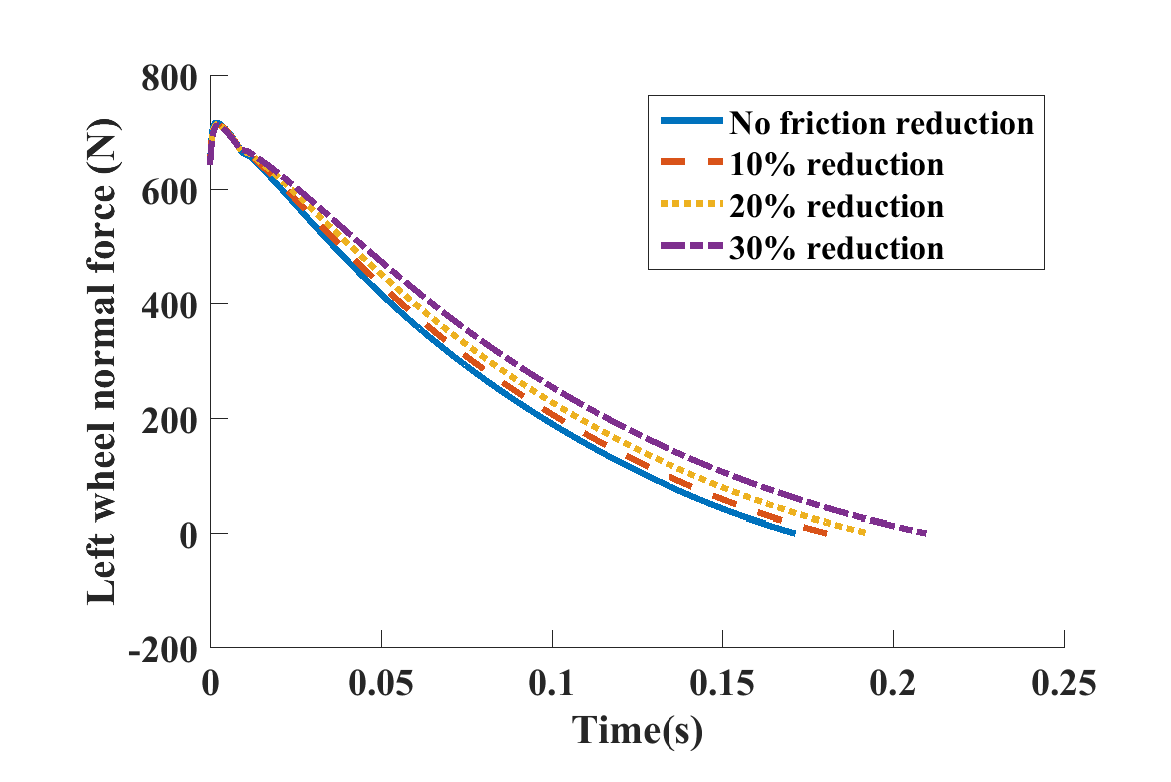 800
600
400
200
0
-200
Left wheel normal force (N)
No friction reduction
10% reduction
20% reduction
30% reduction
0 0.05 0.1 0.15 0.2 0.25
Time(s)